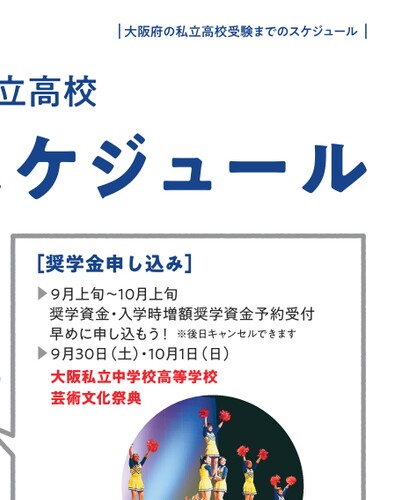 |大阪府の私立高校受験までのスケジュール|
立高校
ケジュール
[奨学金申し込み]
▶9月上旬〜10月上旬
奨学資金・入学時増額奨学資金予約受付
早めに申し込もう! ※後日キャンセルできます
▶9月30日(土)・10月1日(日)
大阪私立中学校高等学校
芸術文化祭典